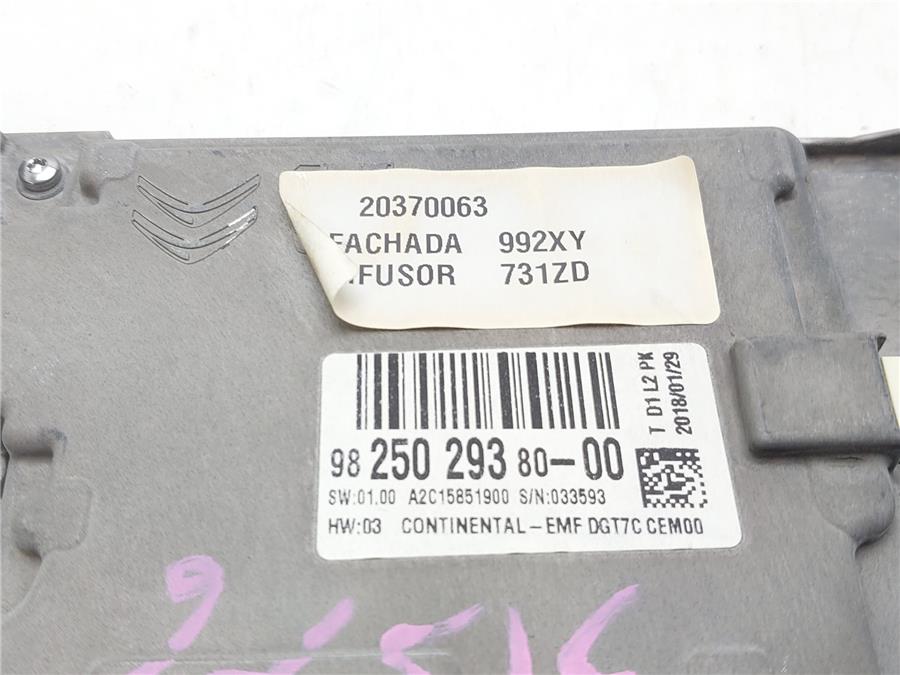 20370063
FACHADA 992XY
IFUSOR 731ZD
98 250 293 80-00
SW:01.00 A2C15851900 S/N:033593
HW:03 CONTINENTAL-EMF DGT7C CEM00
T D1 L2 PK
2018/01/29